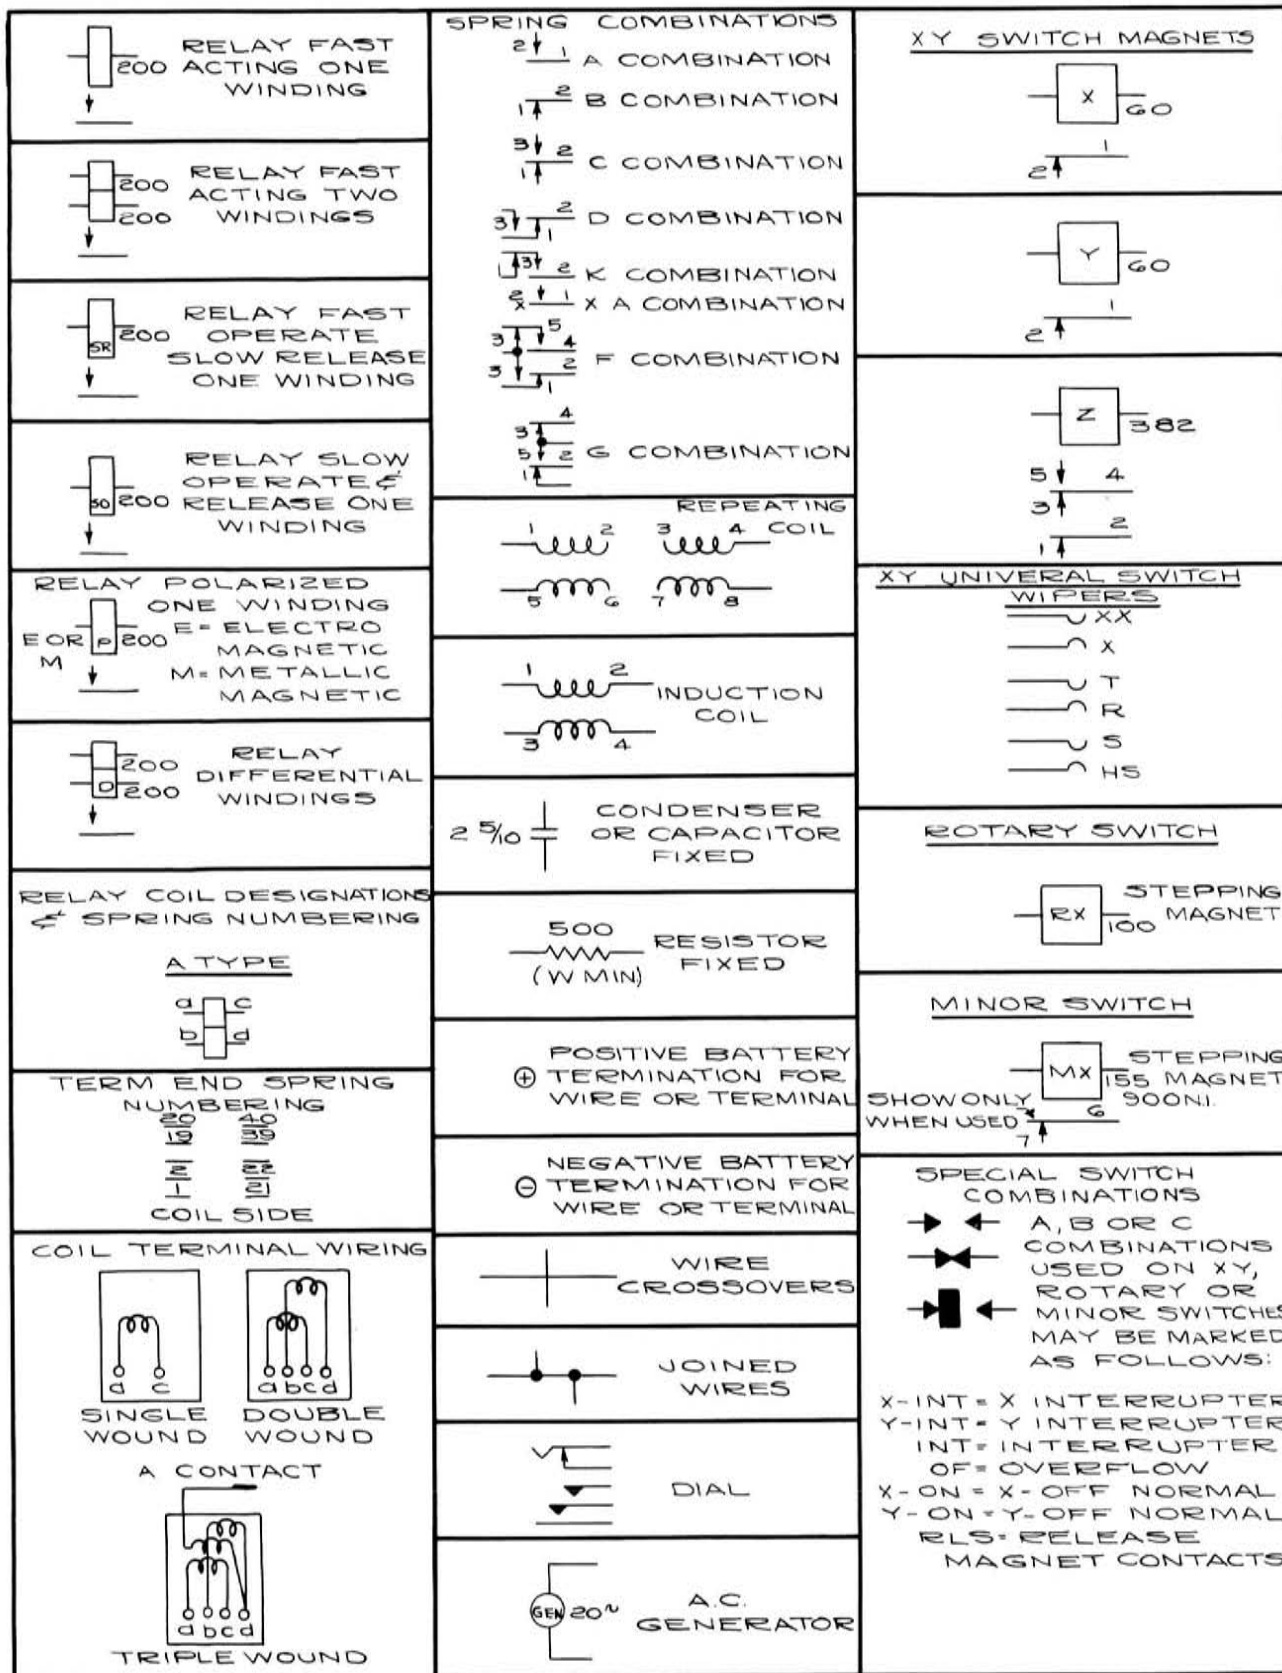 RELAY FAST
ACTING ONE
WINDING
200
RELAY FAST
ACTING TWO
WINDINGS
200
200
RELAY FAST
OPERATE
SLOW RELEASE
ONE WINDING
SR
200
RELAY SLOW
OPERATE &
RELEASE ONE
WINDING
SO
200
RELAY POLARIZED
ONE WINDING
E = ELECTRO
MAGNETIC
M = METALLIC
MAGNETIC
E OR
M
P
200
RELAY
DIFFERENTIAL
WINDINGS
200
D
200
RELAY COIL DESIGNATIONS
& SPRING NUMBERING
A TYPE
a c
b d
TERM END SPRING
NUMBERING
20 40
19 39
2 22
1 21
COIL SIDE
COIL TERMINAL WIRING
a c
a b c d
SINGLE WOUND
DOUBLE WOUND
A CONTACT
a b c d
TRIPLE WOUND
SPRING COMBINATIONS
2 1 A COMBINATION
1 2 B COMBINATION
3 2 1 C COMBINATION
3 2 1 D COMBINATION
3 2 K COMBINATION
2 X 1 X A COMBINATION
3 5 4 3 2 1 F COMBINATION
4 3 5 2 1 G COMBINATION
REPEATING
COIL
1 2 3 4
5 6 7 8
1 2
INDUCTION
COIL
3 4
2 5/10
CONDENSER
OR CAPACITOR
FIXED
500
(W MIN)
RESISTOR
FIXED
POSITIVE BATTERY
⊕ TERMINATION FOR
WIRE OR TERMINAL
NEGATIVE BATTERY
⊖ TERMINATION FOR
WIRE OR TERMINAL
WIRE
CROSSOVERS
JOINED
WIRES
DIAL
GEN 20~
A.C.
GENERATOR
XY SWITCH MAGNETS
X 60
1
2
Y 60
1
2
Z 382
5 4
3
2
1
XY UNIVERAL SWITCH
WIPERS
XX
X
T
R
S
HS
ROTARY SWITCH
RX 100
STEPPING
MAGNET
MINOR SWITCH
MX
STEPPING
155 MAGNET
900N.I.
SHOW ONLY
WHEN USED
6
7
SPECIAL SWITCH
COMBINATIONS
A, B OR C
COMBINATIONS
USED ON XY,
ROTARY OR
MINOR SWITCHES
MAY BE MARKED
AS FOLLOWS:
X-INT = X INTERRUPTER
Y-INT = Y INTERRUPTER
INT = INTERRUPTER
OF = OVERFLOW
X-ON = X-OFF NORMAL
Y-ON = Y-OFF NORMAL
RLS = RELEASE
MAGNET CONTACTS